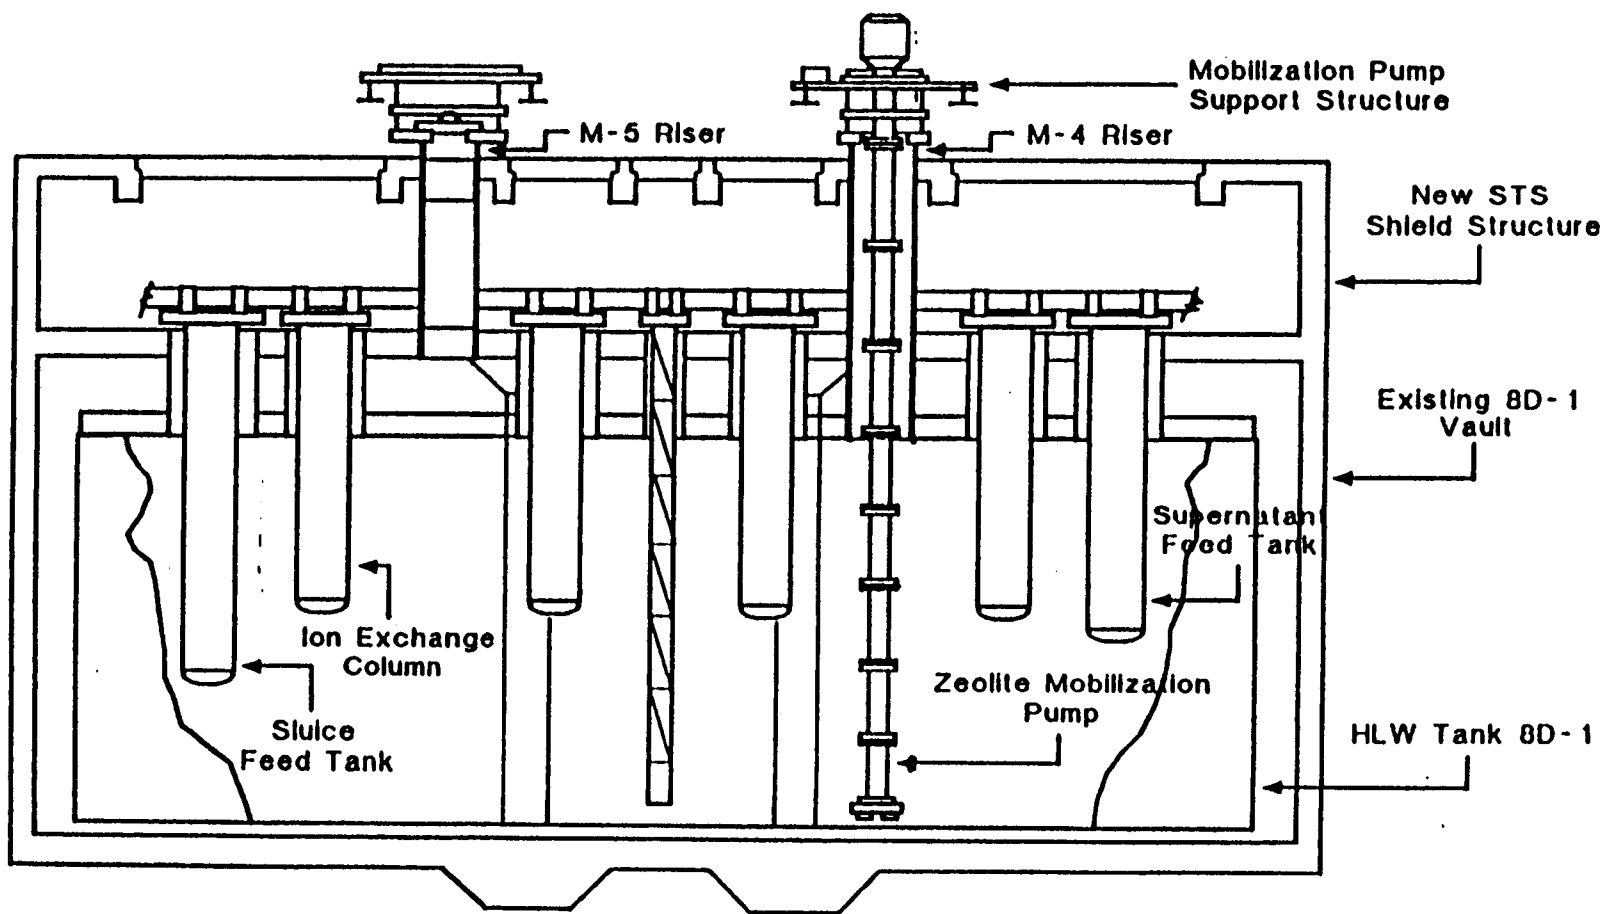 Mobilization Pump
Support Structure
M-5 Riser
M-4 Riser
New STS
Shield Structure
Existing 8D-1
Vault
Supernatant
Feed Tank
Ion Exchange
Column
Zeolite Mobilization
Pump
Sluice
Feed Tank
HLW Tank 8D-1